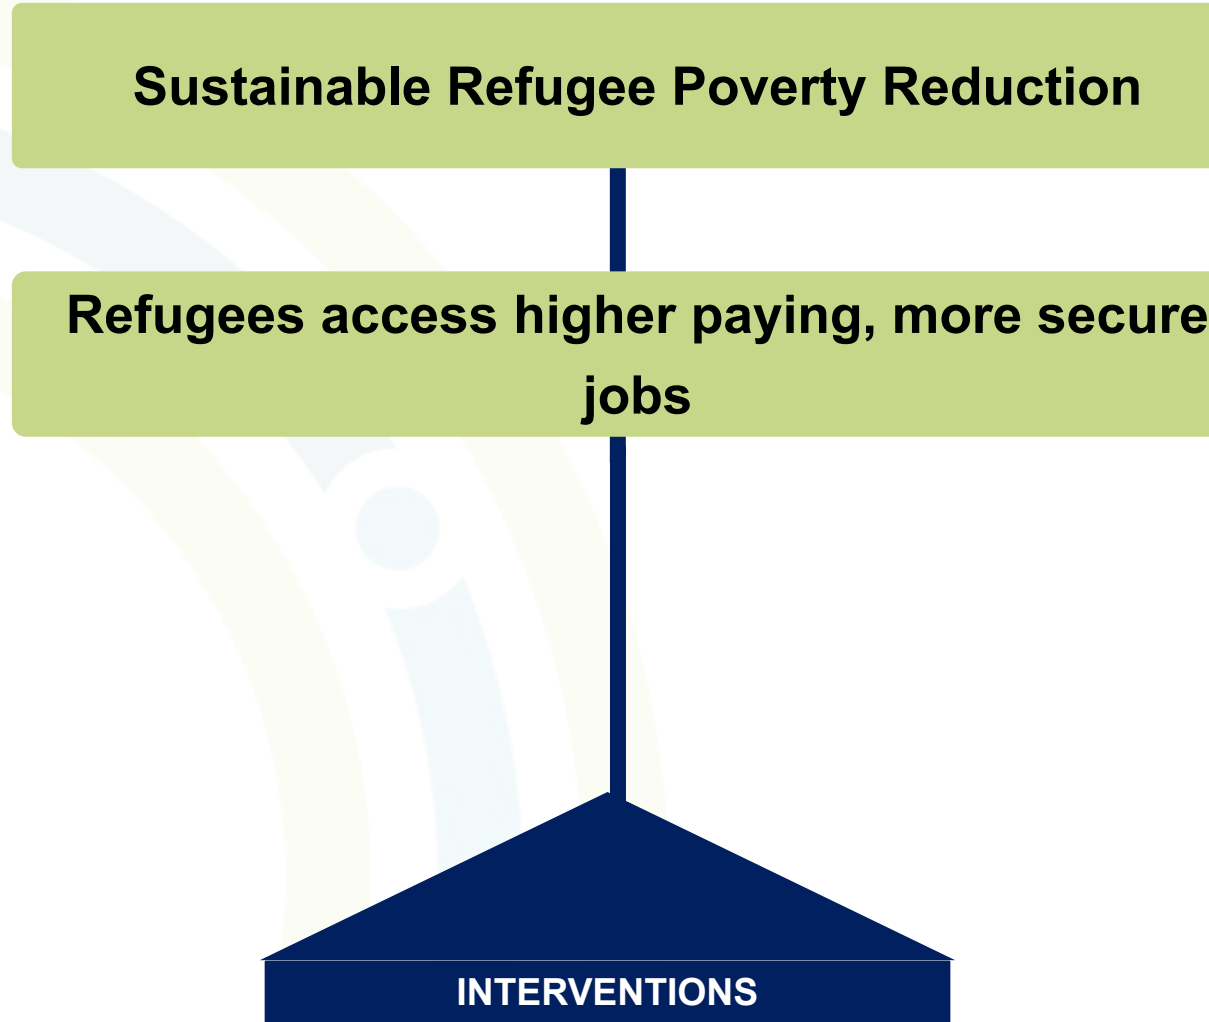 Sustainable Refugee Poverty Reduction
Refugees access higher paying, more secure
jobs
INTERVENTIONS